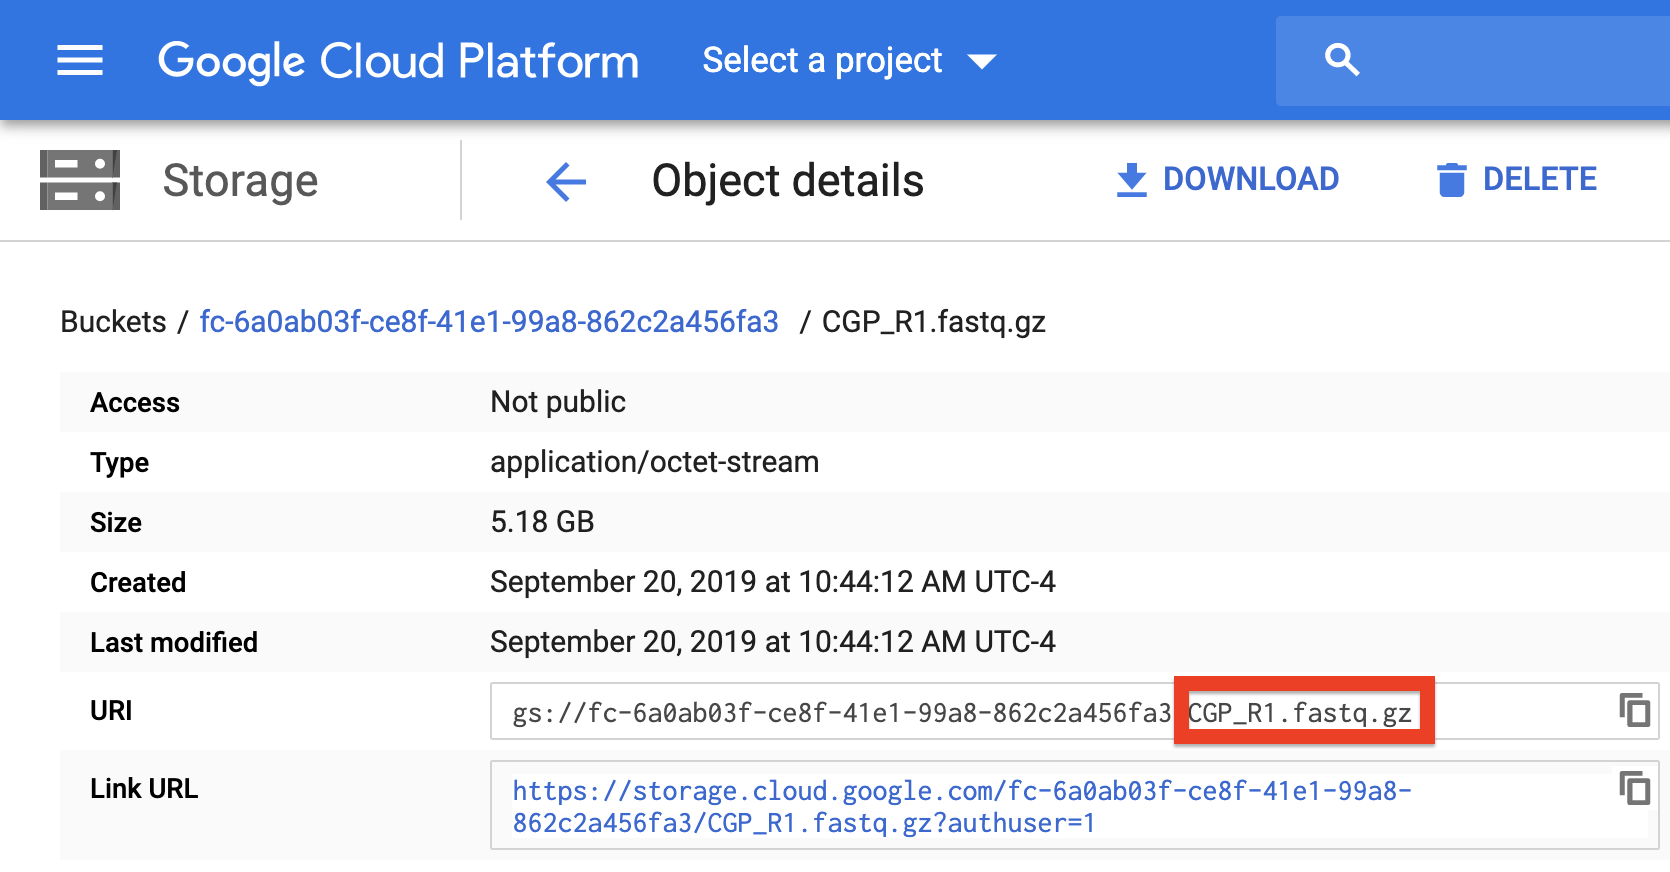 Google Cloud Platform Select a project
Storage Object details DOWNLOAD DELETE
Buckets / fc-6a0ab03f-ce8f-41e1-99a8-862c2a456fa3 / CGP_R1.fastq.gz
Access Not public
Type application/octet-stream
Size 5.18 GB
Created September 20, 2019 at 10:44:12 AM UTC-4
Last modified September 20, 2019 at 10:44:12 AM UTC-4
URI gs://fc-6a0ab03f-ce8f-41e1-99a8-862c2a456fa3 CGP_R1.fastq.gz
Link URL https://storage.cloud.google.com/fc-6a0ab03f-ce8f-41e1-99a8-
862c2a456fa3/CGP_R1.fastq.gz?authuser=1